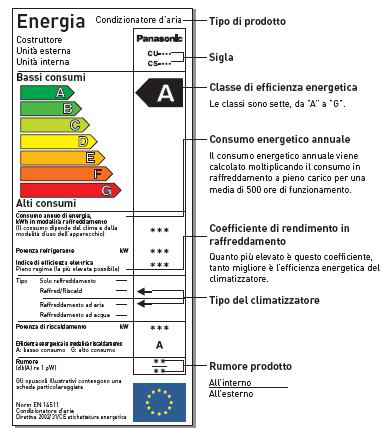 Energia Condizionatore d'aria
Costruttore
Unità esterna
Unità interna
Panasonic
CU-····
CS-····
Bassi consumi
A
B
C
D
E
F
G
A
Alti consumi
Consumo annuo di energia,
kWh in modalità raffreddamento
(Il consumo dipende dal clima e dalla
modalità d'uso dell'apparecchio)
***
Potenza refrigerante kW ***
Indice di efficienza elettrica
Pieno regime (la più elevata possibile)
***
Tipo Solo raffreddamento
Raffred/Riscald
Raffreddamento ad aria
Raffreddamento ad acqua
Potenza di riscaldamento kW ***
Efficienza energetica in modalità riscaldamento
A: basso consumo G: alto consumo
A
Rumore
(db(A) re 1 pW)
**
**
Gli opuscoli illustrativi contengono una
scheda particolareggiata
Norm EN 14511
Condizionatore d'aria
Direttiva 2002/31/CE etichettatura energetica
Tipo di prodotto
Sigla
Classe di efficienza energetica
Le classi sono sette, da "A" a "G".
Consumo energetico annuale
Il consumo energetico annuale viene
calcolato moltiplicando il consumo in
raffreddamento a pieno carico per una
media di 500 ore di funzionamento.
Coefficiente di rendimento in
raffreddamento
Quanto più elevato è questo coefficiente,
tanto migliore è l'efficienza energetica del
climatizzatore.
Tipo del climatizzatore
Rumore prodotto
All'interno
All'esterno